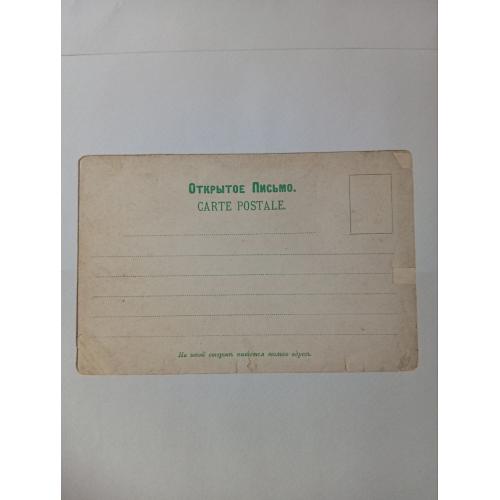 Открытое Письмо.
CARTE POSTALE.
На этой сторонѣ пишется только адресъ.